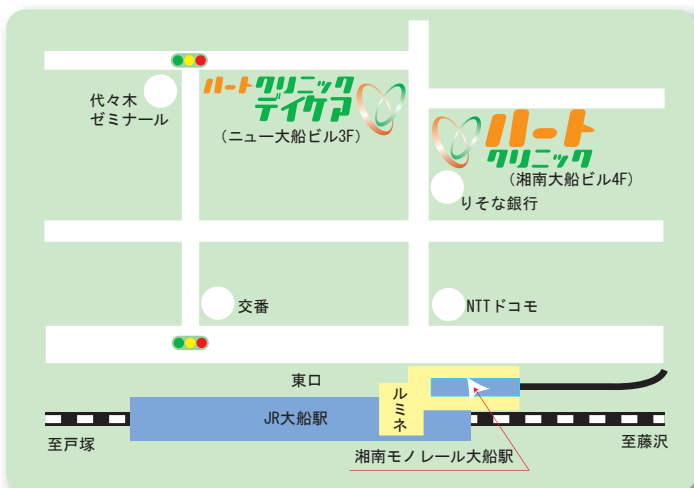 代々木
ゼミナール
ハートクリニック
デイケア
(ニュー大船ビル3F)
ハート
クリニック
(湘南大船ビル4F)
りそな銀行
交番
NTTドコモ
東口
ルミネ
JR大船駅
至戸塚
至藤沢
湘南モノレール大船駅